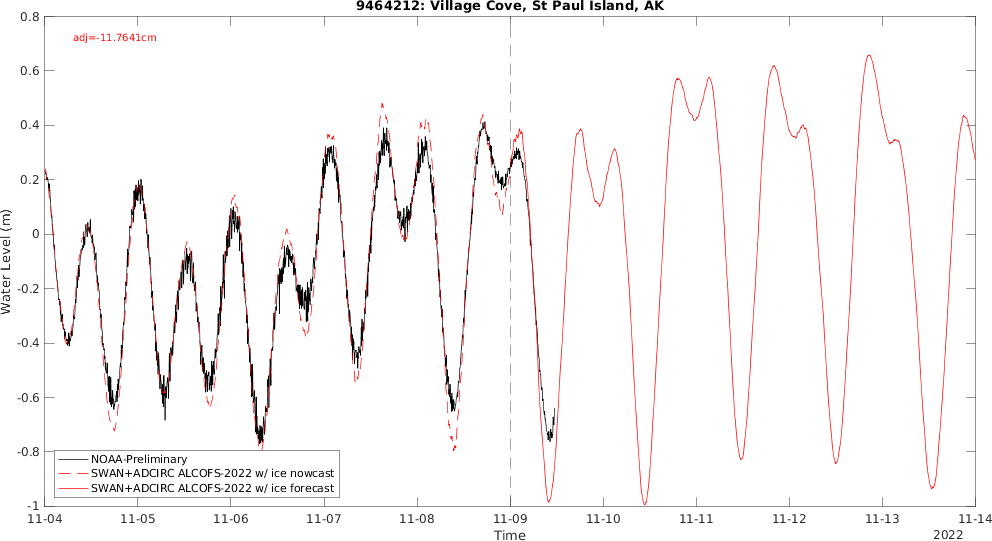 9464212: Village Cove, St Paul Island, AK
adj=-11.7641cm
0.8
0.6
0.4
0.2
0
-0.2
-0.4
-0.6
-0.8
-1
Water Level (m)
NOAA+Preliminary
SWAN+ADCIRC ALCOFS-2022 w/ ice nowcast
SWAN+ADCIRC ALCOFS-2022 w/ ice forecast
11-04 11-05 11-06 11-07 11-08 11-09 11-10 11-11 11-12 11-13 11-14
Time
2022